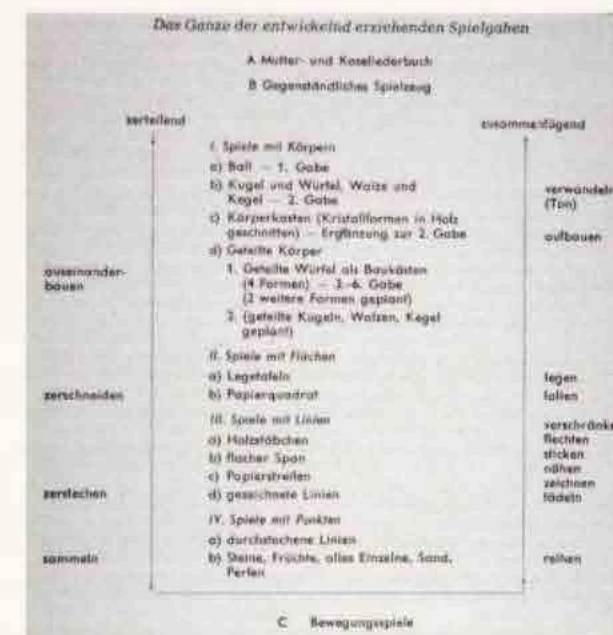 Das Ganze der entwickelnd erziehenden Spielgaben
A Mutter- und Koseliederbuch
B Gegenständliches Spielzeug
zerteilend
zusammenfügend
I. Spiele mit Körpern
a) Ball – 1. Gabe
b) Kugel und Würfel, Walze und
Kegel – 2. Gabe
verwandeln
(Ton)
c) Körperkasten (Kristallformen in Holz
geschnitten) – Ergänzung zur 2. Gabe
aufbauen
d) Geteilte Körper
auseinander-
bauen
1. Geteilte Würfel als Baukästen
(4 Formen) – 3.-6. Gabe
(2 weitere Formen geplant)
2. (geteilte Kugeln, Walzen, Kegel
geplant)
II. Spiele mit Flächen
a) Legetafeln
legen
zerschneiden
b) Papierquadrat
falten
III. Spiele mit Linien
a) Holzstäbchen
b) flacher Span
c) Papierstreifen
d) gezeichnete Linien
verschränke
flechten
sticken
nähen
zeichnen
fädeln
zerstechen
IV. Spiele mit Punkten
a) durchstochene Linien
sammeln
b) Steine, Früchte, alles Einzelne, Sand,
Perlen
reihen
C Bewegungsspiele